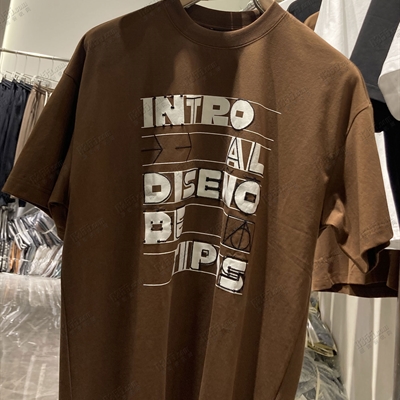 INTRO
AL
DISENO
DE
TIPS